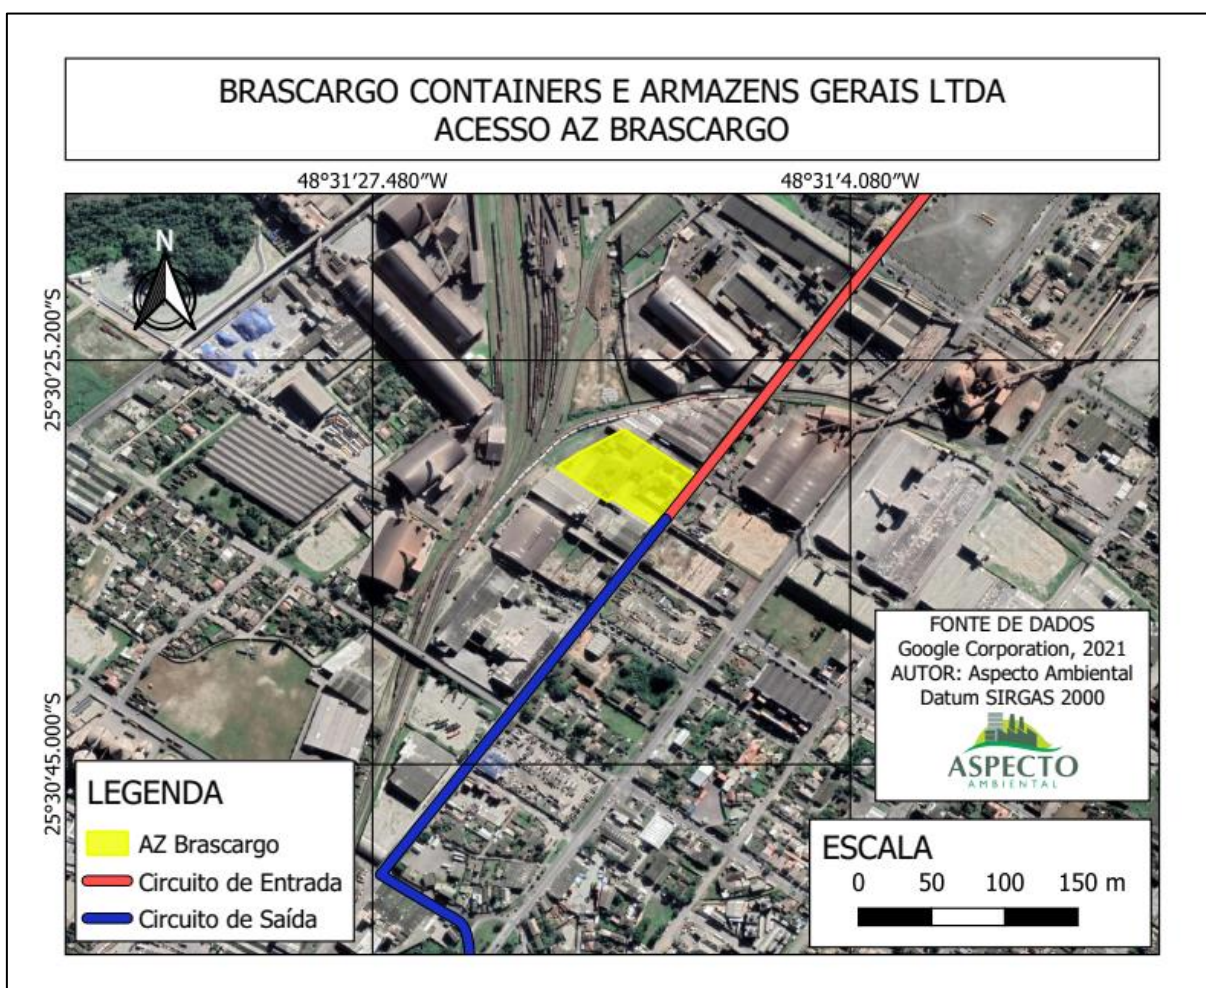 BRASCARGO CONTAINERS E ARMAZENS GERAIS LTDA
ACESSO AZ BRASCARGO
48°31’27.480”W
48°31’4.080”W
N
25°30’25.200”S
25°30’45.000”S
FONTE DE DADOS
Google Corporation, 2021
AUTOR: Aspecto Ambiental
Datum SIRGAS 2000
ASPECTO
AMBIENTAL
LEGENDA
AZ Brascargo
Circuito de Entrada
Circuito de Saída
ESCALA
0 50 100 150 m